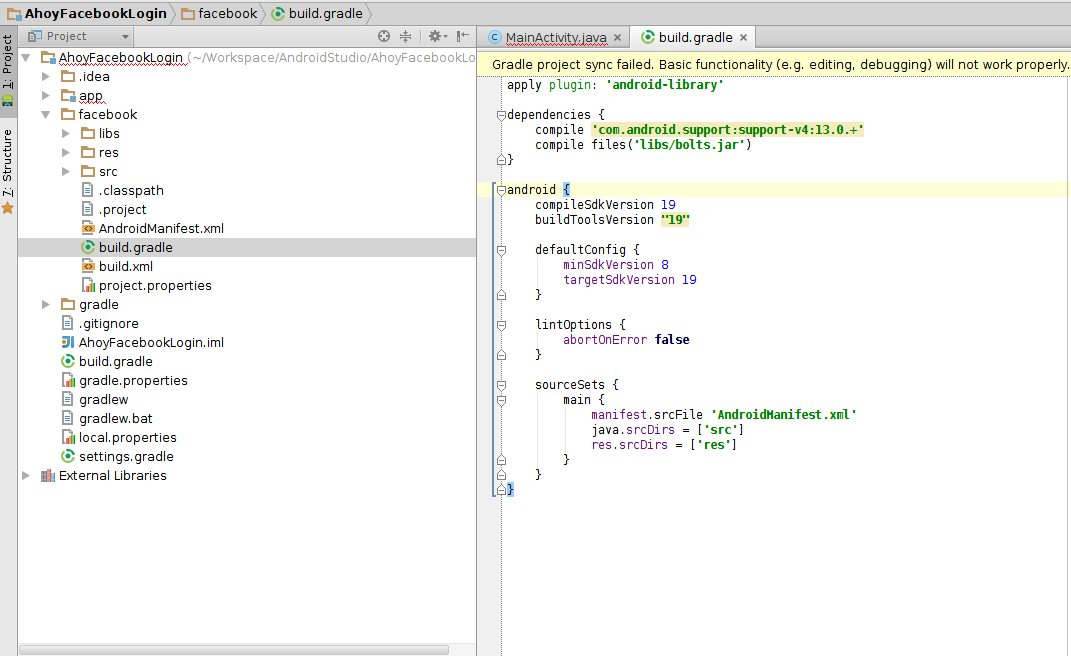 AhoyFacebookLogin facebook build.gradle
1: Project
7: Structure
Project
AhoyFacebookLogin (~/Workspace/AndroidStudio/AhoyFacebookLo
.idea
app
facebook
libs
res
src
.classpath
.project
AndroidManifest.xml
build.gradle
build.xml
project.properties
gradle
.gitignore
AhoyFacebookLogin.iml
build.gradle
gradle.properties
gradlew
gradlew.bat
local.properties
settings.gradle
External Libraries
MainActivity.java build.gradle
Gradle project sync failed. Basic functionality (e.g. editing, debugging) will not work properly.
apply plugin: 'android-library'
dependencies {
compile 'com.android.support:support-v4:13.0.+'
compile files('libs/bolts.jar')
}
android {
compileSdkVersion 19
buildToolsVersion "19"
defaultConfig {
minSdkVersion 8
targetSdkVersion 19
}
lintOptions {
abortOnError false
}
sourceSets {
main {
manifest.srcFile 'AndroidManifest.xml'
java.srcDirs = ['src']
res.srcDirs = ['res']
}
}
}